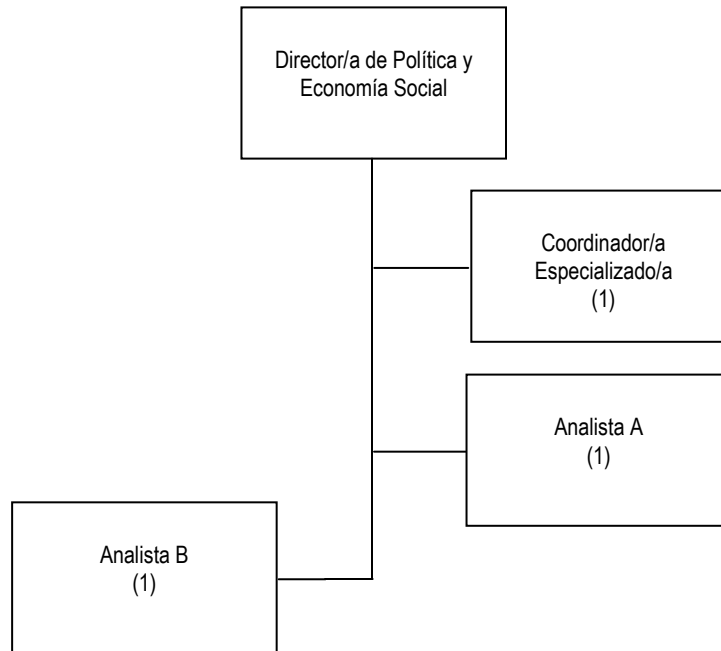 Director/a de Política y
Economía Social
Coordinador/a
Especializado/a
(1)
Analista A
(1)
Analista B
(1)